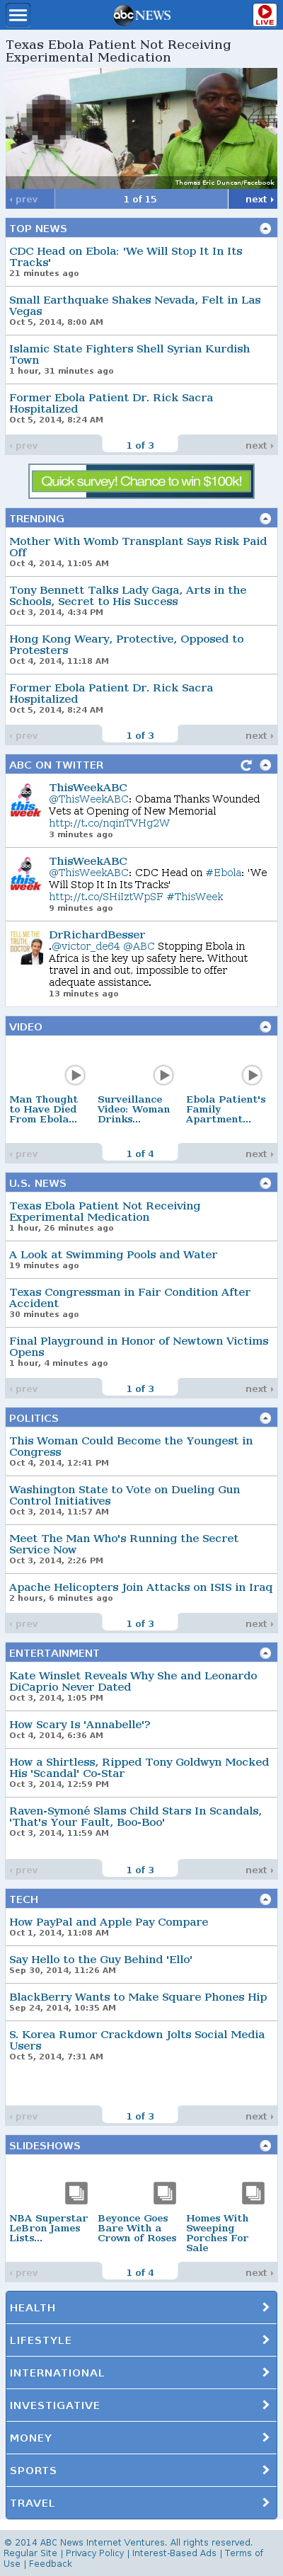 abc NEWS
LIVE
Texas Ebola Patient Not Receiving
Experimental Medication
Thomas Eric Duncan/Facebook
‹ prev 1 of 15 next ›
TOP NEWS
CDC Head on Ebola: 'We Will Stop It In Its
Tracks'
21 minutes ago
Small Earthquake Shakes Nevada, Felt in Las
Vegas
Oct 5, 2014, 8:00 AM
Islamic State Fighters Shell Syrian Kurdish
Town
1 hour, 31 minutes ago
Former Ebola Patient Dr. Rick Sacra
Hospitalized
Oct 5, 2014, 8:24 AM
‹ prev 1 of 3 next ›
Quick survey! Chance to win $100k!
TRENDING
Mother With Womb Transplant Says Risk Paid
Off
Oct 4, 2014, 11:05 AM
Tony Bennett Talks Lady Gaga, Arts in the
Schools, Secret to His Success
Oct 3, 2014, 4:34 PM
Hong Kong Weary, Protective, Opposed to
Protesters
Oct 4, 2014, 11:18 AM
Former Ebola Patient Dr. Rick Sacra
Hospitalized
Oct 5, 2014, 8:24 AM
‹ prev 1 of 3 next ›
ABC ON TWITTER
this week
ThisWeekABC
@ThisWeekABC: Obama Thanks Wounded
Vets at Opening of New Memorial
http://t.co/nqinTVHg2W
3 minutes ago
this week
ThisWeekABC
@ThisWeekABC: CDC Head on #Ebola: 'We
Will Stop It In Its Tracks'
http://t.co/SHiIztWpSF #ThisWeek
9 minutes ago
TELL ME THE TRUTH, DOCTOR
DrRichardBesser
.@victor_de64 @ABC Stopping Ebola in
Africa is the key up safety here. Without
travel in and out, impossible to offer
adequate assistance.
13 minutes ago
VIDEO
Man Thought
to Have Died
From Ebola...
Surveillance
Video: Woman
Drinks...
Ebola Patient's
Family
Apartment...
‹ prev 1 of 4 next ›
U.S. NEWS
Texas Ebola Patient Not Receiving
Experimental Medication
1 hour, 26 minutes ago
A Look at Swimming Pools and Water
19 minutes ago
Texas Congressman in Fair Condition After
Accident
30 minutes ago
Final Playground in Honor of Newtown Victims
Opens
1 hour, 4 minutes ago
‹ prev 1 of 3 next ›
POLITICS
This Woman Could Become the Youngest in
Congress
Oct 4, 2014, 12:41 PM
Washington State to Vote on Dueling Gun
Control Initiatives
Oct 3, 2014, 11:57 AM
Meet The Man Who's Running the Secret
Service Now
Oct 3, 2014, 2:26 PM
Apache Helicopters Join Attacks on ISIS in Iraq
2 hours, 6 minutes ago
‹ prev 1 of 3 next ›
ENTERTAINMENT
Kate Winslet Reveals Why She and Leonardo
DiCaprio Never Dated
Oct 3, 2014, 1:05 PM
How Scary Is 'Annabelle'?
Oct 4, 2014, 6:36 AM
How a Shirtless, Ripped Tony Goldwyn Mocked
His 'Scandal' Co-Star
Oct 3, 2014, 12:59 PM
Raven-Symoné Slams Child Stars In Scandals,
'That's Your Fault, Boo-Boo'
Oct 3, 2014, 11:59 AM
‹ prev 1 of 3 next ›
TECH
How PayPal and Apple Pay Compare
Oct 1, 2014, 11:08 AM
Say Hello to the Guy Behind 'Ello'
Sep 30, 2014, 11:26 AM
BlackBerry Wants to Make Square Phones Hip
Sep 24, 2014, 10:35 AM
S. Korea Rumor Crackdown Jolts Social Media
Users
Oct 5, 2014, 7:31 AM
‹ prev 1 of 3 next ›
SLIDESHOWS
NBA Superstar
LeBron James
Lists...
Beyonce Goes
Bare With a
Crown of Roses
Homes With
Sweeping
Porches For
Sale
‹ prev 1 of 4 next ›
HEALTH
LIFESTYLE
INTERNATIONAL
INVESTIGATIVE
MONEY
SPORTS
TRAVEL
© 2014 ABC News Internet Ventures. All rights reserved.
Regular Site | Privacy Policy | Interest-Based Ads | Terms of
Use | Feedback